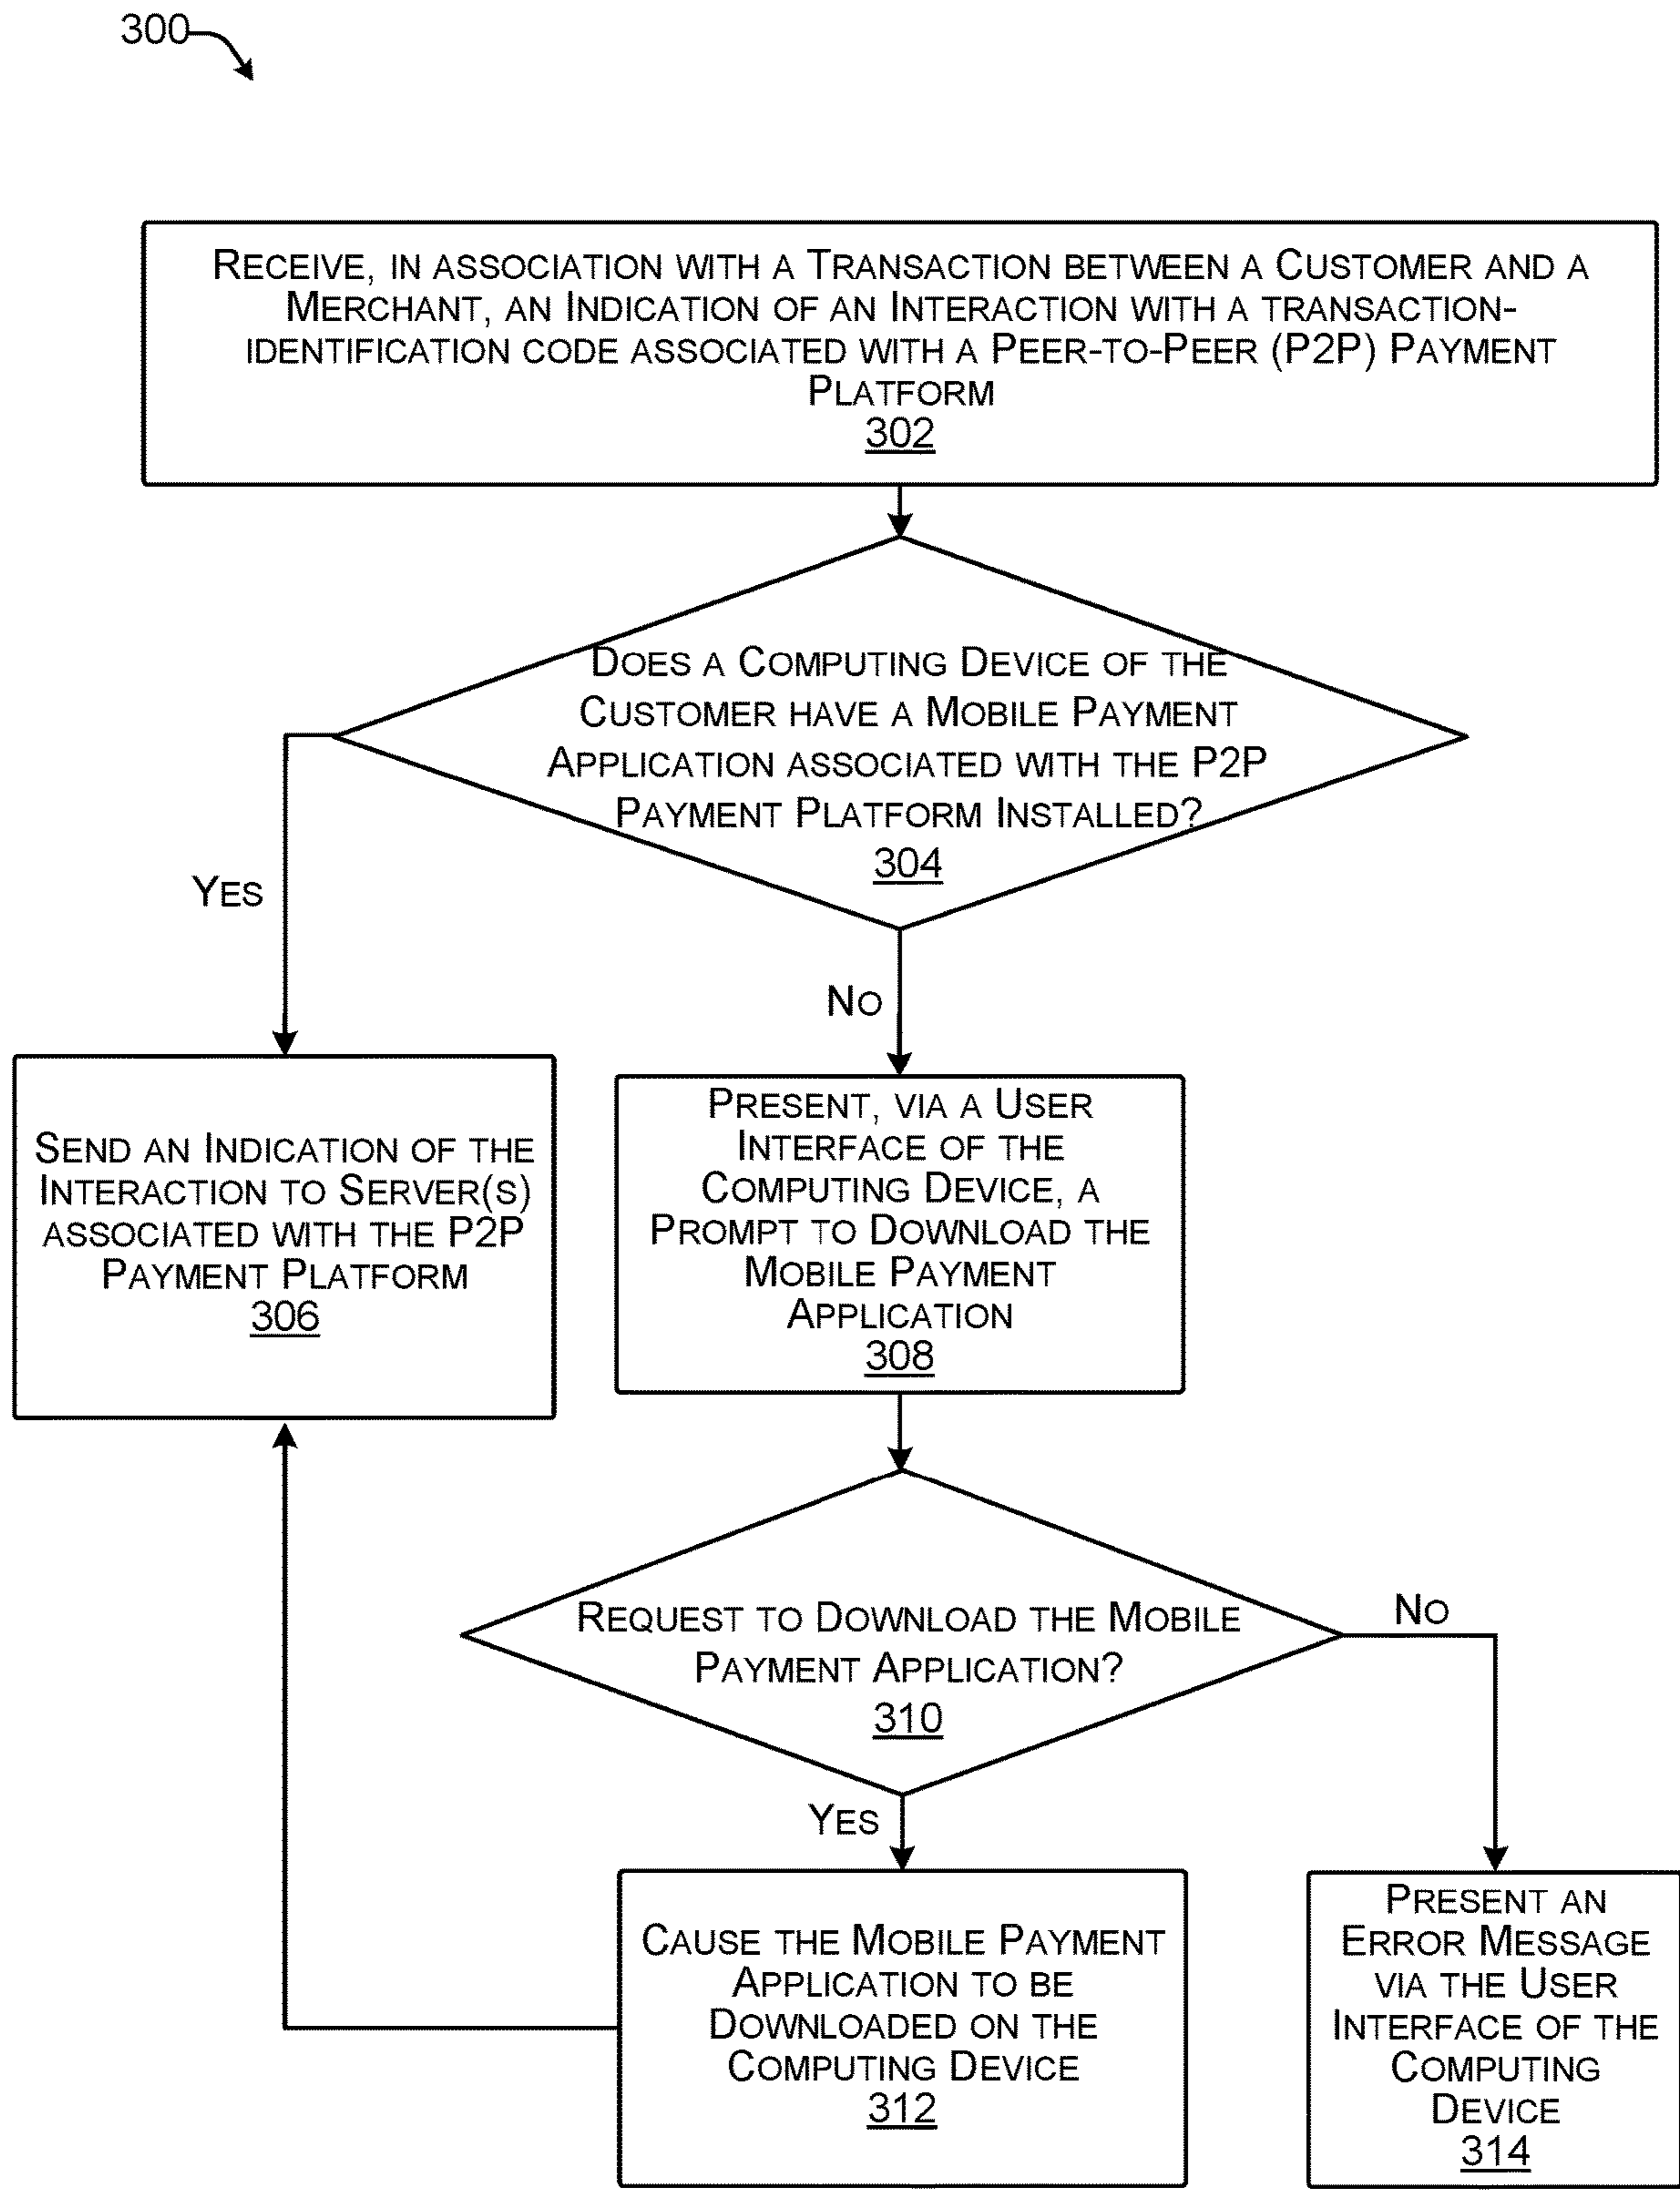 300
RECEIVE, IN ASSOCIATION WITH A TRANSACTION BETWEEN A CUSTOMER AND A
MERCHANT, AN INDICATION OF AN INTERACTION WITH A TRANSACTION-
IDENTIFICATION CODE ASSOCIATED WITH A PEER-TO-PEER (P2P) PAYMENT
PLATFORM
302
DOES A COMPUTING DEVICE OF THE
CUSTOMER HAVE A MOBILE PAYMENT
APPLICATION ASSOCIATED WITH THE P2P
PAYMENT PLATFORM INSTALLED?
304
YES
NO
SEND AN INDICATION OF THE
INTERACTION TO SERVER(S)
ASSOCIATED WITH THE P2P
PAYMENT PLATFORM
306
PRESENT, VIA A USER
INTERFACE OF THE
COMPUTING DEVICE, A
PROMPT TO DOWNLOAD THE
MOBILE PAYMENT
APPLICATION
308
REQUEST TO DOWNLOAD THE MOBILE
PAYMENT APPLICATION?
310
NO
YES
CAUSE THE MOBILE PAYMENT
APPLICATION TO BE
DOWNLOADED ON THE
COMPUTING DEVICE
312
PRESENT AN
ERROR MESSAGE
VIA THE USER
INTERFACE OF THE
COMPUTING
DEVICE
314